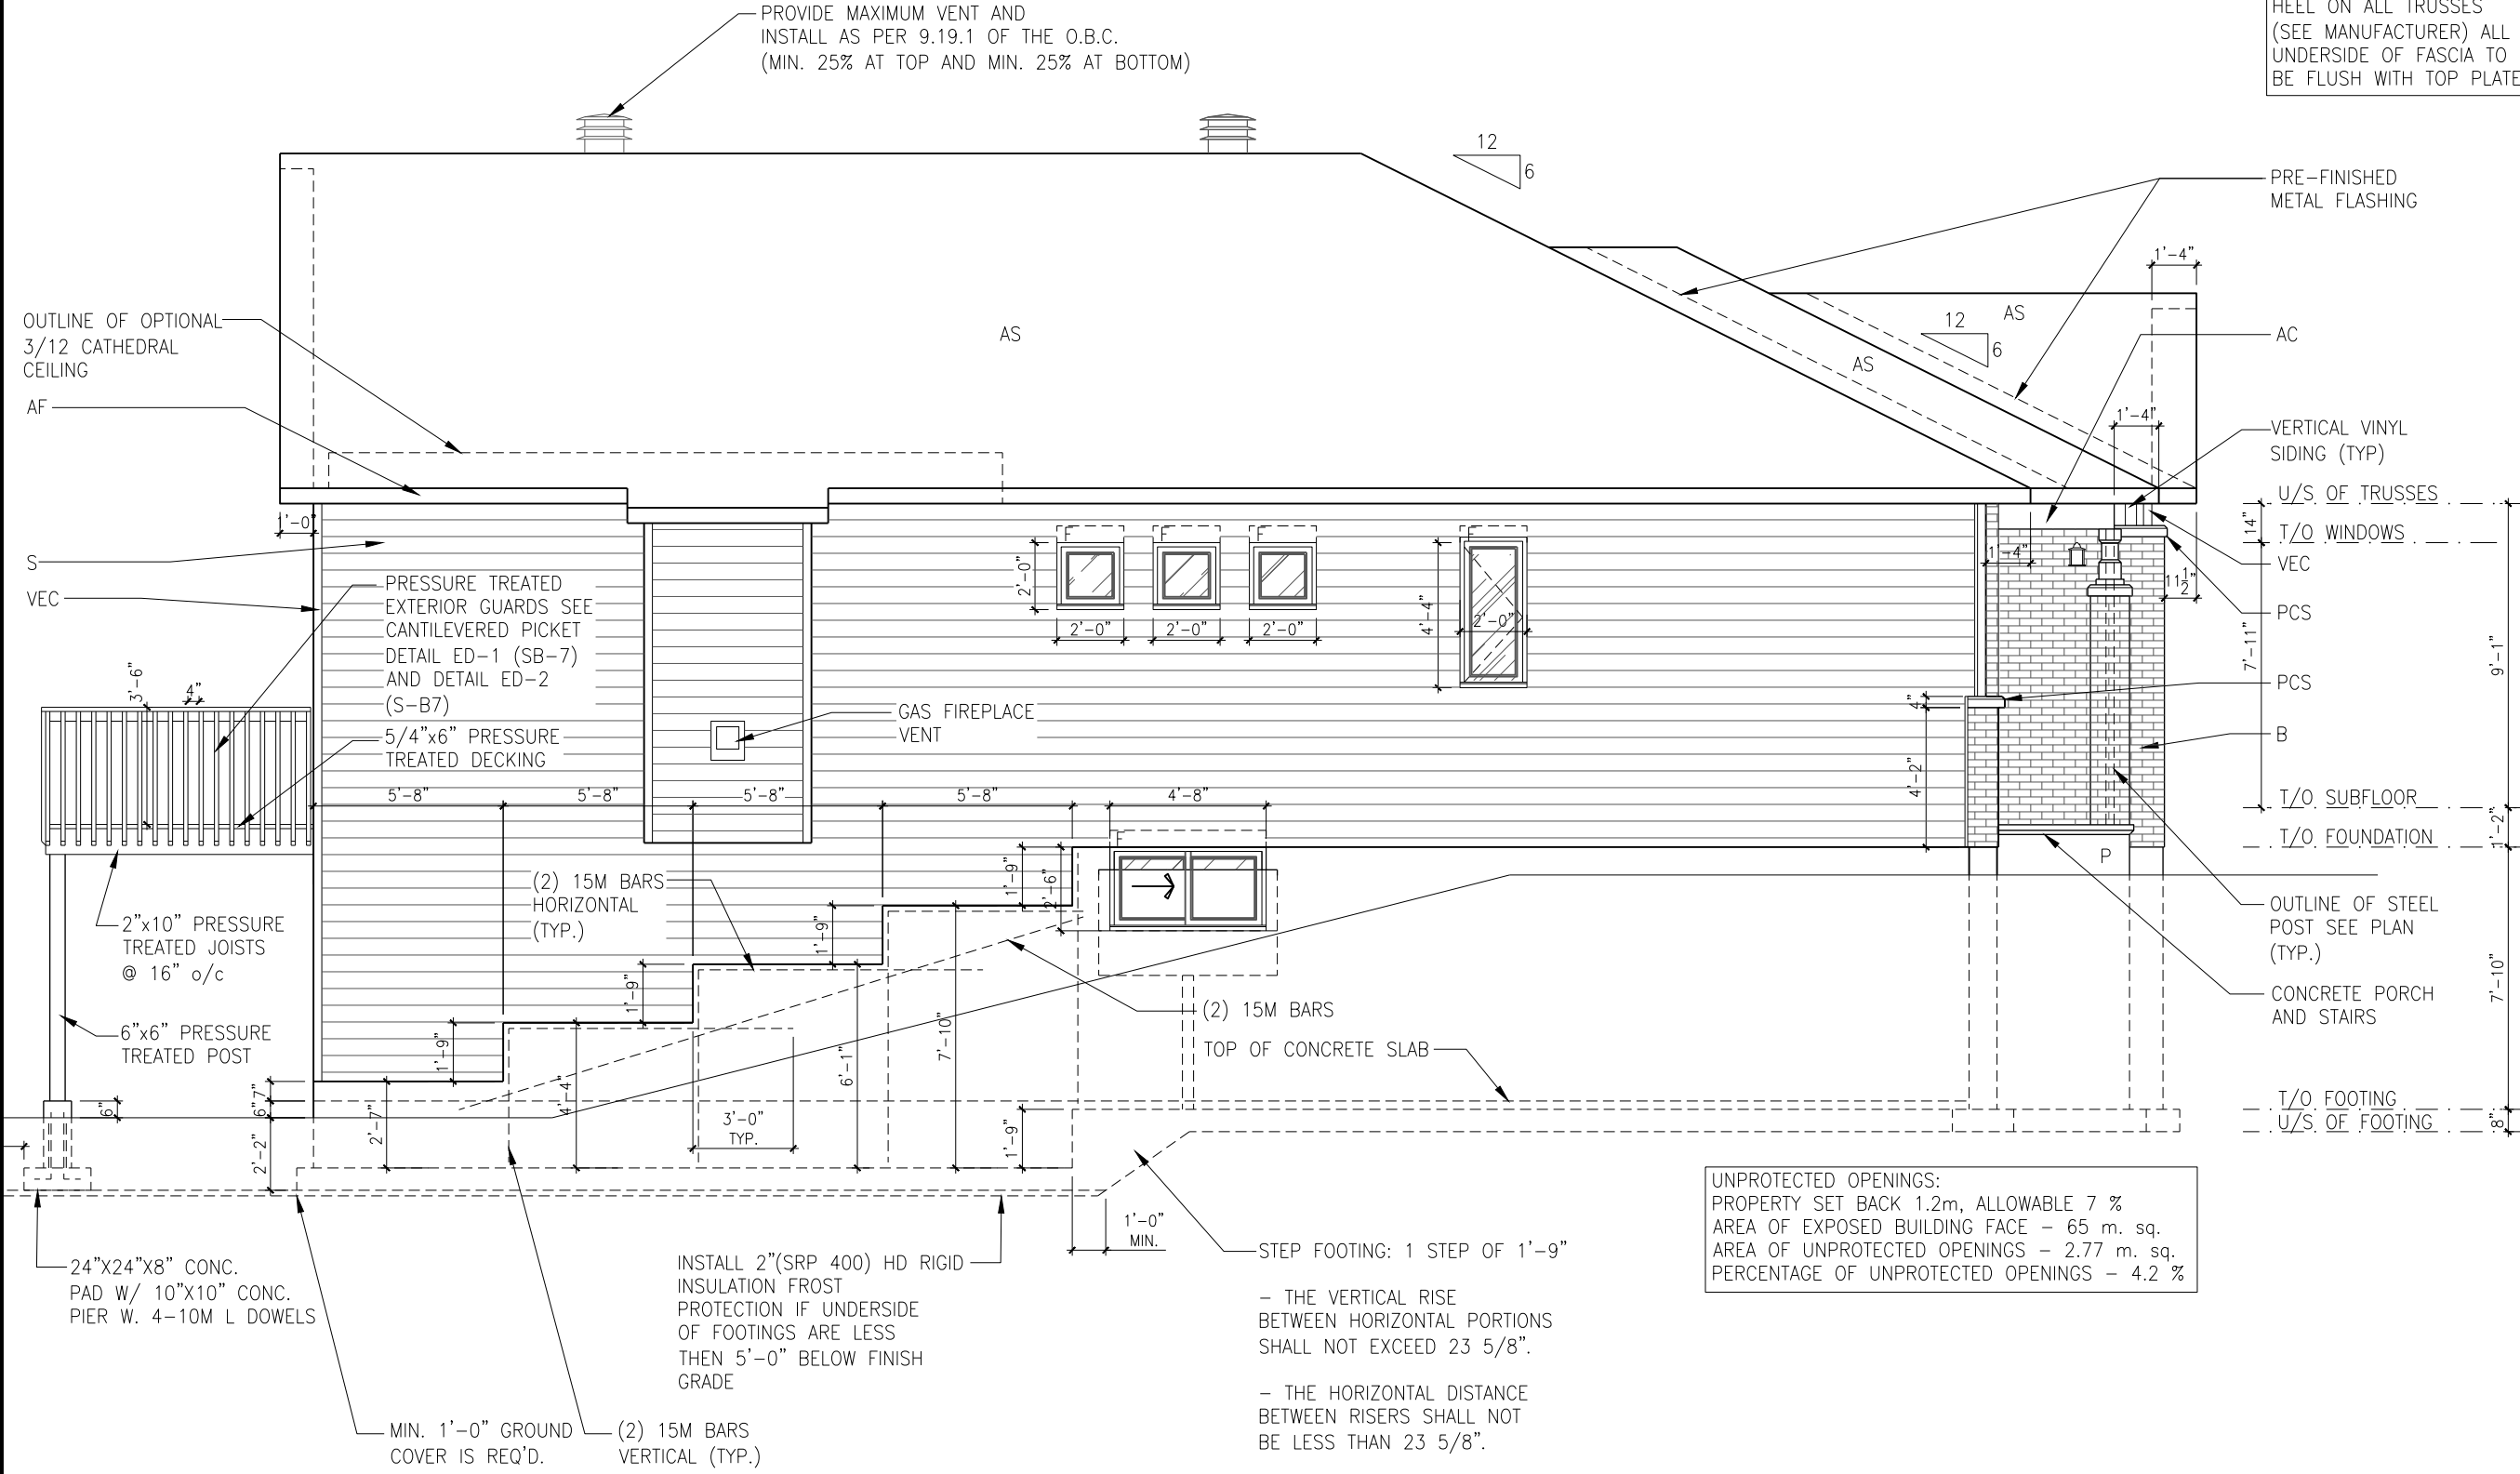 PROVIDE MAXIMUM VENT AND
INSTALL AS PER 9.19.1 OF THE O.B.C.
(MIN. 25% AT TOP AND MIN. 25% AT BOTTOM)
HEEL ON ALL TRUSSES
(SEE MANUFACTURER) ALL
UNDERSIDE OF FASCIA TO
BE FLUSH WITH TOP PLATE
12
6
PRE-FINISHED
METAL FLASHING
1'-4"
OUTLINE OF OPTIONAL
3/12 CATHEDRAL
CEILING
AF
AS
AS
12
6
AS
AC
1'-4"
VERTICAL VINYL
SIDING (TYP)
U/S OF TRUSSES
14"
T/O WINDOWS
1'-0"
S
VEC
PRESSURE TREATED
EXTERIOR GUARDS SEE
CANTILEVERED PICKET
DETAIL ED-1 (SB-7)
AND DETAIL ED-2
(S-B7)
5/4"x6" PRESSURE
TREATED DECKING
3'-6"
4"
GAS FIREPLACE
VENT
F
F
F
F
2'-0"
2'-0"
2'-0"
2'-0"
4'-4"
2'-0"
1'-4"
11 1/2"
VEC
PCS
7'-11"
9'-1"
PCS
4"
B
4'-2"
5'-8"
5'-8"
5'-8"
5'-8"
4'-8"
F
T/O SUBFLOOR
1'-2"
T/O FOUNDATION
P
(2) 15M BARS
HORIZONTAL
(TYP.)
1'-9"
2'-6"
1'-9"
1'-9"
1'-9"
2"x10" PRESSURE
TREATED JOISTS
@ 16" o/c
6"x6" PRESSURE
TREATED POST
OUTLINE OF STEEL
POST SEE PLAN
(TYP.)
CONCRETE PORCH
AND STAIRS
7'-10"
(2) 15M BARS
TOP OF CONCRETE SLAB
7'-10"
6'-1"
4'-4"
2'-7"
7"
6"
6"
2'-2"
3'-0"
TYP.
1'-9"
T/O FOOTING
U/S OF FOOTING
8"
1'-0"
MIN.
UNPROTECTED OPENINGS:
PROPERTY SET BACK 1.2m, ALLOWABLE 7 %
AREA OF EXPOSED BUILDING FACE - 65 m. sq.
AREA OF UNPROTECTED OPENINGS - 2.77 m. sq.
PERCENTAGE OF UNPROTECTED OPENINGS - 4.2 %
24"X24"X8" CONC.
PAD W/ 10"X10" CONC.
PIER W. 4-10M L DOWELS
INSTALL 2"(SRP 400) HD RIGID
INSULATION FROST
PROTECTION IF UNDERSIDE
OF FOOTINGS ARE LESS
THEN 5'-0" BELOW FINISH
GRADE
STEP FOOTING: 1 STEP OF 1'-9"
- THE VERTICAL RISE
BETWEEN HORIZONTAL PORTIONS
SHALL NOT EXCEED 23 5/8".
- THE HORIZONTAL DISTANCE
BETWEEN RISERS SHALL NOT
BE LESS THAN 23 5/8".
MIN. 1'-0" GROUND
COVER IS REQ'D.
(2) 15M BARS
VERTICAL (TYP.)